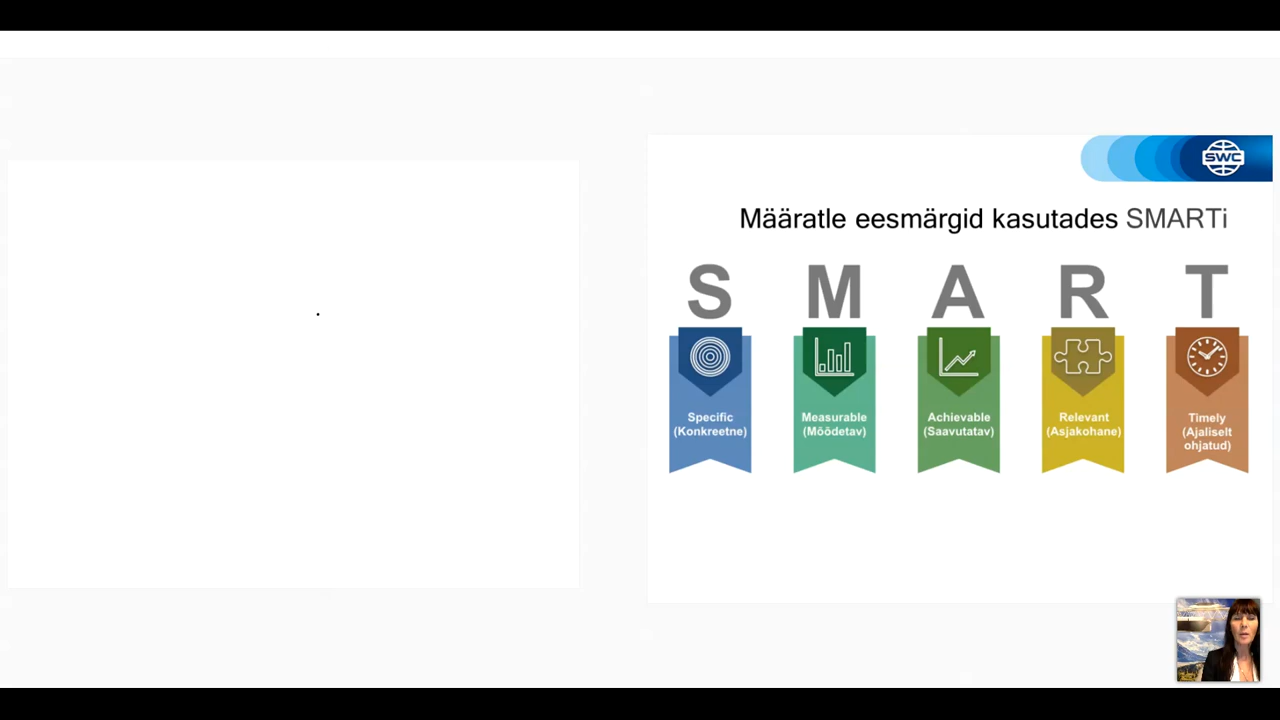 SWC
Määratle eesmärgid kasutades SMARTi
S M A R T
Specific
(Konkreetne)
Measurable
(Mõõdetav)
Achievable
(Saavutatav)
Relevant
(Asjakohane)
Timely
(Ajaliselt
ohjatud)